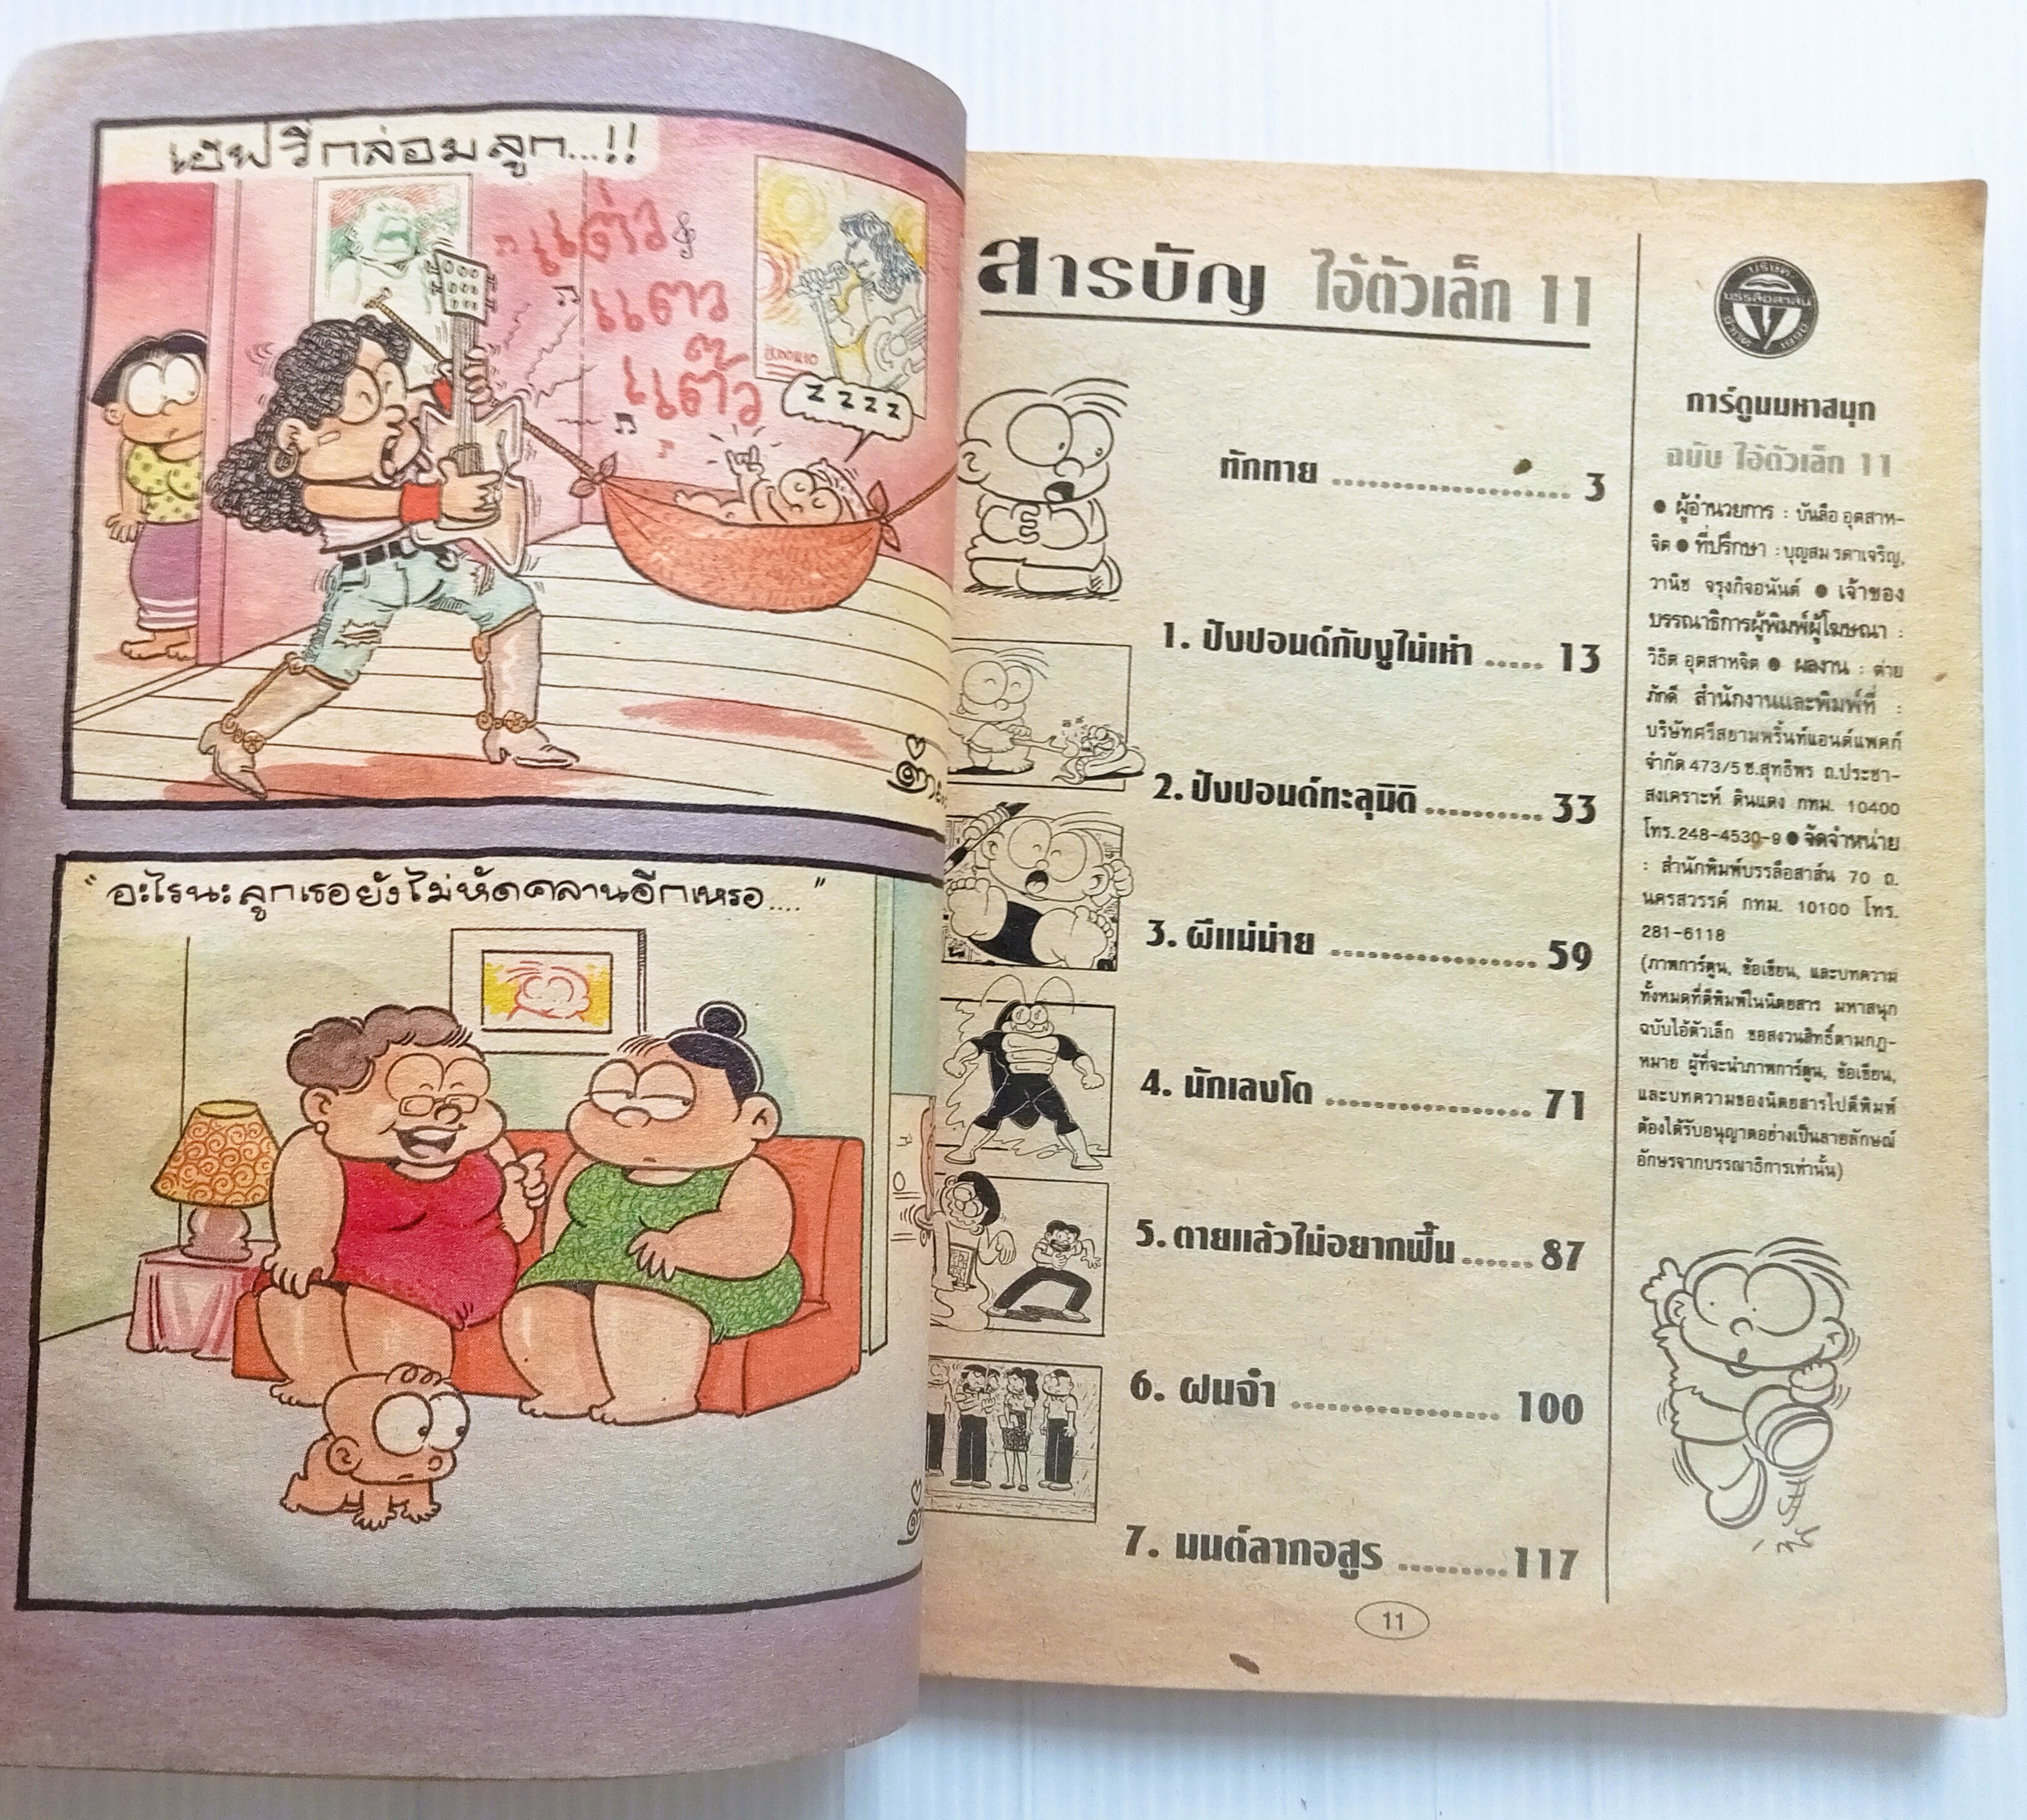 เฮฟวี่กล่อมลูก...!!
แต่ว
แตว
แต๊ว
Z Z Z Z
"อะไรนะลูกเธอยังไม่หัดคลานอีกเหรอ...."
สารบัญ ไอ้ตัวเล็ก 11
ทักทาย .................... 3
1. ปังปอนด์กับงูไม่เห่า ..... 13
2. ปังปอนด์ทะลุมิติ .......... 33
3. ผีแม่ม่าย ................. 59
4. นักเลงโต ................. 71
5. ตายแล้วไม่อยากฟื้น ...... 87
6. ฝนจ๋า ................. 100
7. มนต์ลากอสูร ......... 117
11
บริษัท
บรรลือสาส์น
จำกัด
การ์ตูนมหาสนุก
ฉบับ ไอ้ตัวเล็ก 11
● ผู้อำนวยการ : บันลือ อุตสาห-
จิต ● ที่ปรึกษา : บุญสม รดาเจริญ,
วานิช จรุงกิจอนันต์ ● เจ้าของ
บรรณาธิการผู้พิมพ์ผู้โฆษณา :
วิธิต อุตสาหจิต ● ผลงาน : ต่าย
ภักดี สำนักงานและพิมพ์ที่ :
บริษัทศรีสยามพริ้นท์แอนด์แพคก์
จำกัด 473/5 ซ.สุทธิพร ถ.ประชา-
สงเคราะห์ ดินแดง กทม. 10400
โทร. 248-4530-9 ● จัดจำหน่าย
: สำนักพิมพ์บรรลือสาส์น 70 ถ.
นครสวรรค์ กทม. 10100 โทร.
281-6118
(ภาพการ์ตูน, ข้อเขียน, และบทความ
ทั้งหมดที่ตีพิมพ์ในนิตยสาร มหาสนุก
ฉบับไอ้ตัวเล็ก ขอสงวนสิทธิ์ตามกฎ-
หมาย ผู้ที่จะนำภาพการ์ตูน, ข้อเขียน,
และบทความของนิตยสารไปตีพิมพ์
ต้องได้รับอนุญาตอย่างเป็นลายลักษณ์
อักษรจากบรรณาธิการเท่านั้น)